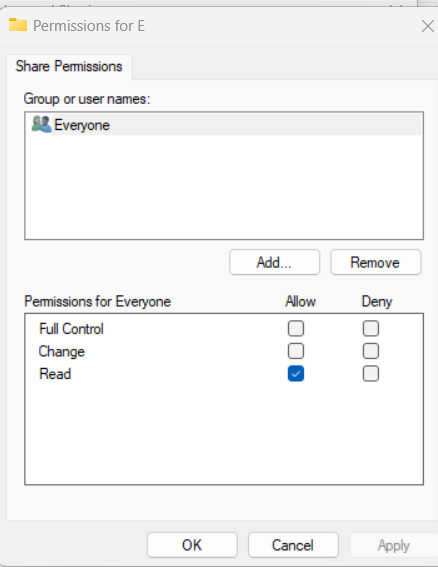 Permissions for E
Share Permissions
Group or user names:
Everyone
Add... Remove
Permissions for Everyone Allow Deny
Full Control
Change
Read
OK Cancel Apply